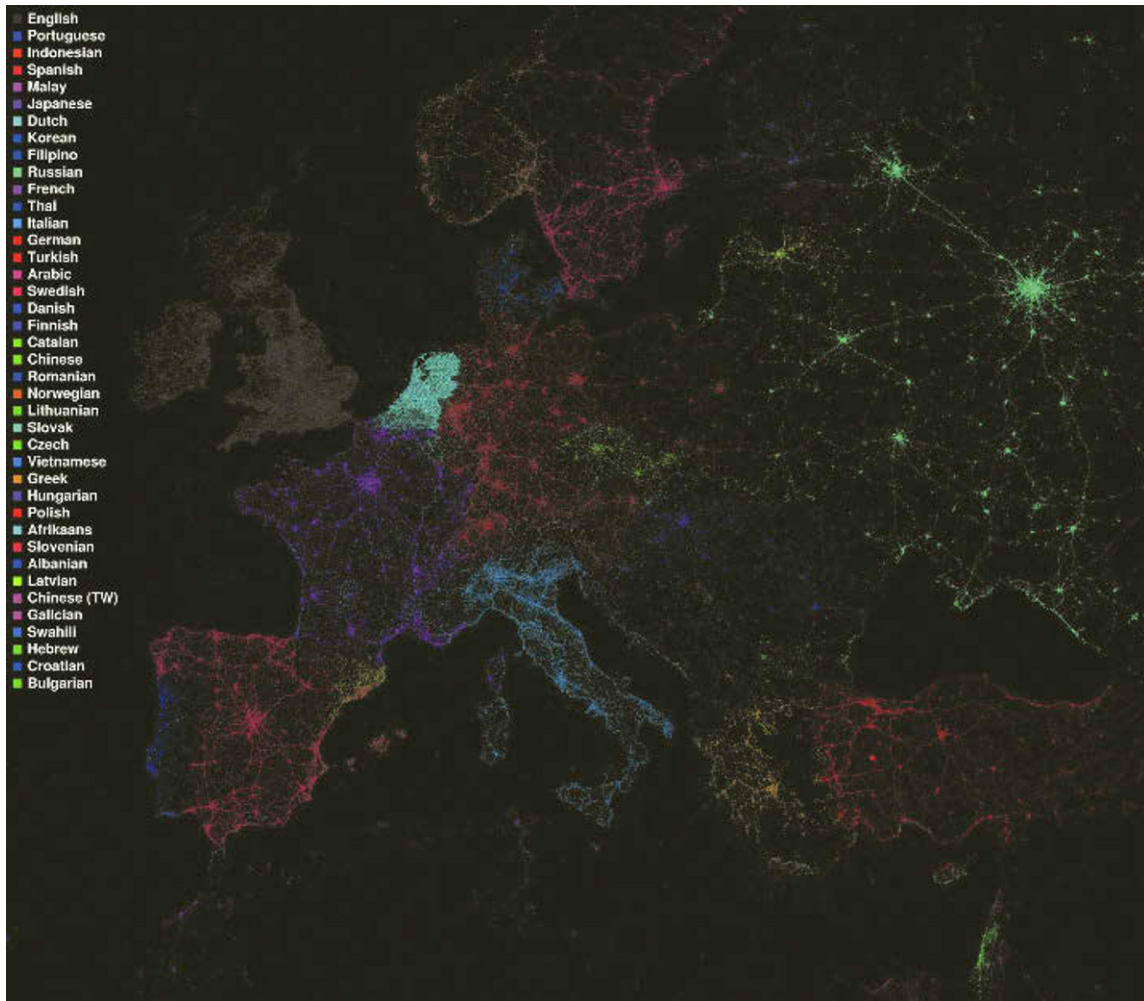 English
Portuguese
Indonesian
Spanish
Malay
Japanese
Dutch
Korean
Filipino
Russian
French
Thai
Italian
German
Turkish
Arabic
Swedish
Danish
Finnish
Catalan
Chinese
Romanian
Norwegian
Lithuanian
Slovak
Czech
Vietnamese
Greek
Hungarian
Polish
Afrikaans
Slovenian
Albanian
Latvian
Chinese (TW)
Galician
Swahili
Hebrew
Croatian
Bulgarian